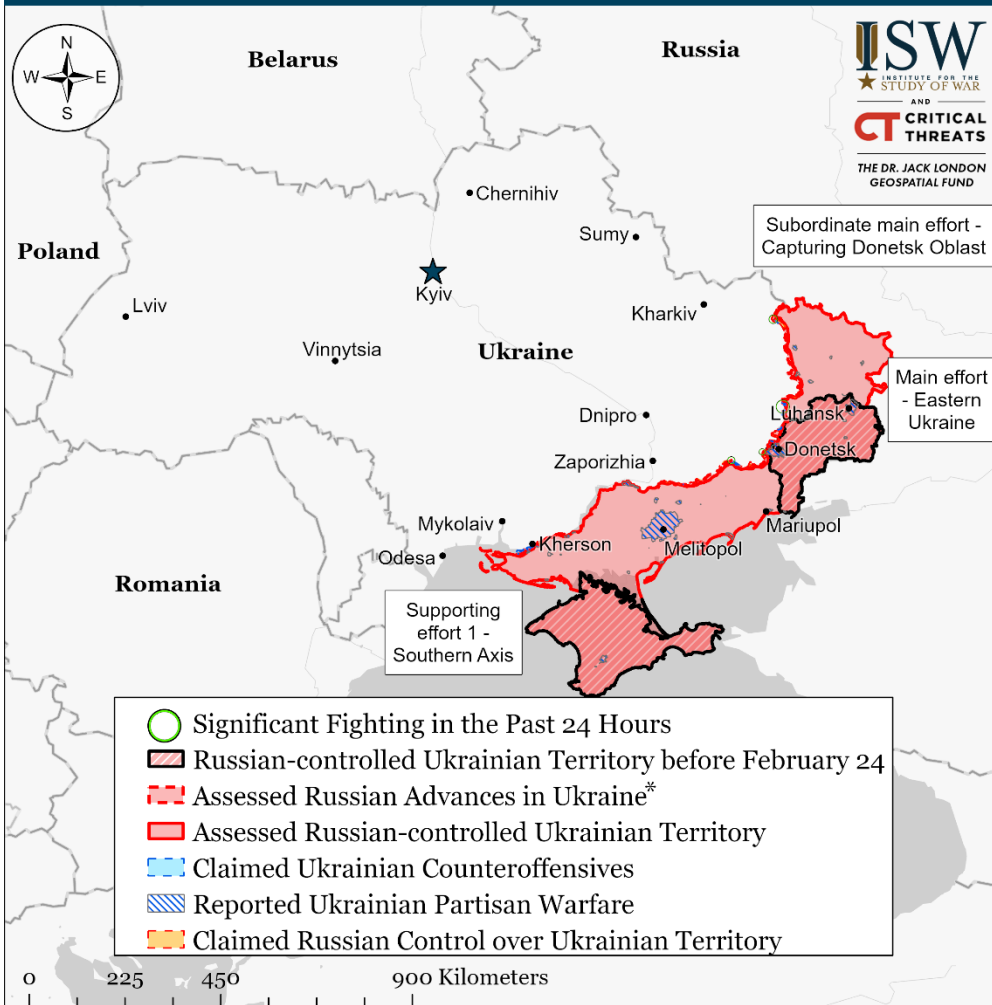 N
W
E
S
Belarus
Russia
ISW
INSTITUTE FOR THE
STUDY OF WAR
AND
CT CRITICAL
THREATS
THE DR. JACK LONDON
GEOSPATIAL FUND
Chernihiv
Subordinate main effort -
Capturing Donetsk Oblast
Sumy
Poland
Kyiv
Lviv
Kharkiv
Vinnytsia
Ukraine
Main effort
- Eastern
Ukraine
Dnipro
Luhansk
Donetsk
Zaporizhia
Mykolaiv
Mariupol
Kherson
Melitopol
Odesa
Romania
Supporting
effort 1 -
Southern Axis
Significant Fighting in the Past 24 Hours
Russian-controlled Ukrainian Territory before February 24
Assessed Russian Advances in Ukraine*
Assessed Russian-controlled Ukrainian Territory
Claimed Ukrainian Counteroffensives
Reported Ukrainian Partisan Warfare
Claimed Russian Control over Ukrainian Territory
0 225 450 900 Kilometers